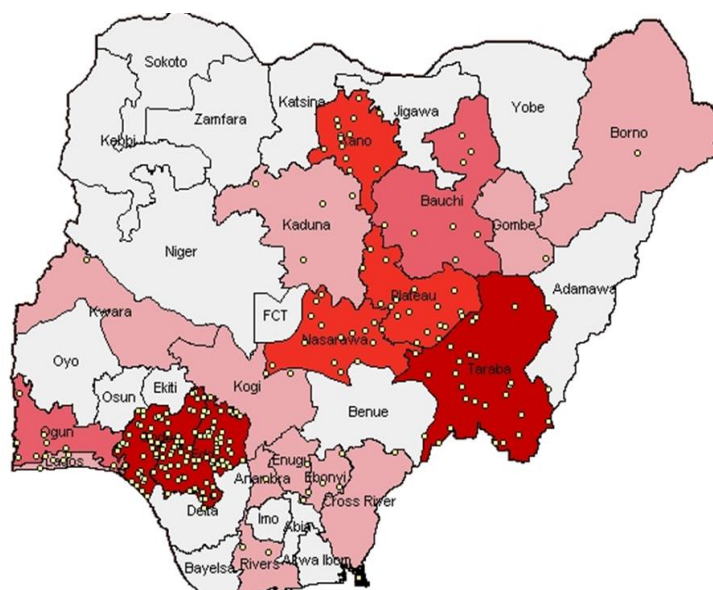 Sokoto
Katsina
Jigawa
Yobe
Zamfara
Kebbi
Kano
Borno
Kaduna
Bauchi
Gombe
Niger
Adamawa
Kwara
FCT
Plateau
Nasarawa
Taraba
Oyo
Osun
Ekiti
Kogi
Benue
Ogun
Lagos
Enugu
Ebonyi
Anambra
Cross River
Delta
Imo
Abia
Bayelsa
Rivers
Akwa Ibom